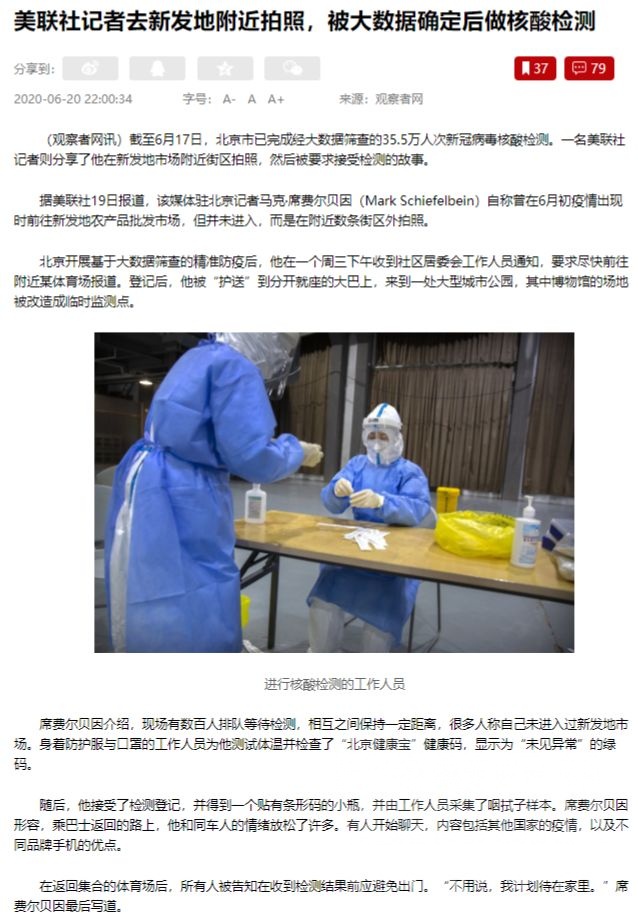 美联社记者去新发地附近拍照，被大数据确定后做核酸检测
分享到：
37
79
2020-06-20 22:00:34 字号：A- A A+ 来源：观察者网
（观察者网讯）截至6月17日，北京市已完成经大数据筛查的35.5万人次新冠病毒核酸检测。一名美联社
记者则分享了他在新发地市场附近街区拍照，然后被要求接受检测的故事。
据美联社19日报道，该媒体驻北京记者马克·席费尔贝因（Mark Schiefelbein）自称曾在6月初疫情出现
时前往新发地农产品批发市场，但并未进入，而是在附近数条街区外拍照。
北京开展基于大数据筛查的精准防疫后，他在一个周三下午收到社区居委会工作人员通知，要求尽快前往
附近某体育场报道。登记后，他被“护送”到分开就座的大巴上，来到一处大型城市公园，其中博物馆的场地
被改造成临时监测点。
进行核酸检测的工作人员
席费尔贝因介绍，现场有数百人排队等待检测，相互之间保持一定距离，很多人称自己未进入过新发地市
场。身着防护服与口罩的工作人员为他测试体温并检查了“北京健康宝”健康码，显示为“未见异常”的绿
码。
随后，他接受了检测登记，并得到一个贴有条形码的小瓶，并由工作人员采集了咽拭子样本。席费尔贝因
形容，乘巴士返回的路上，他和同车人的情绪放松了许多。有人开始聊天，内容包括其他国家的疫情，以及不
同品牌手机的优点。
在返回集合的体育场后，所有人被告知在收到检测结果前应避免出门。“不用说，我计划待在家里。”席
费尔贝因最后写道。